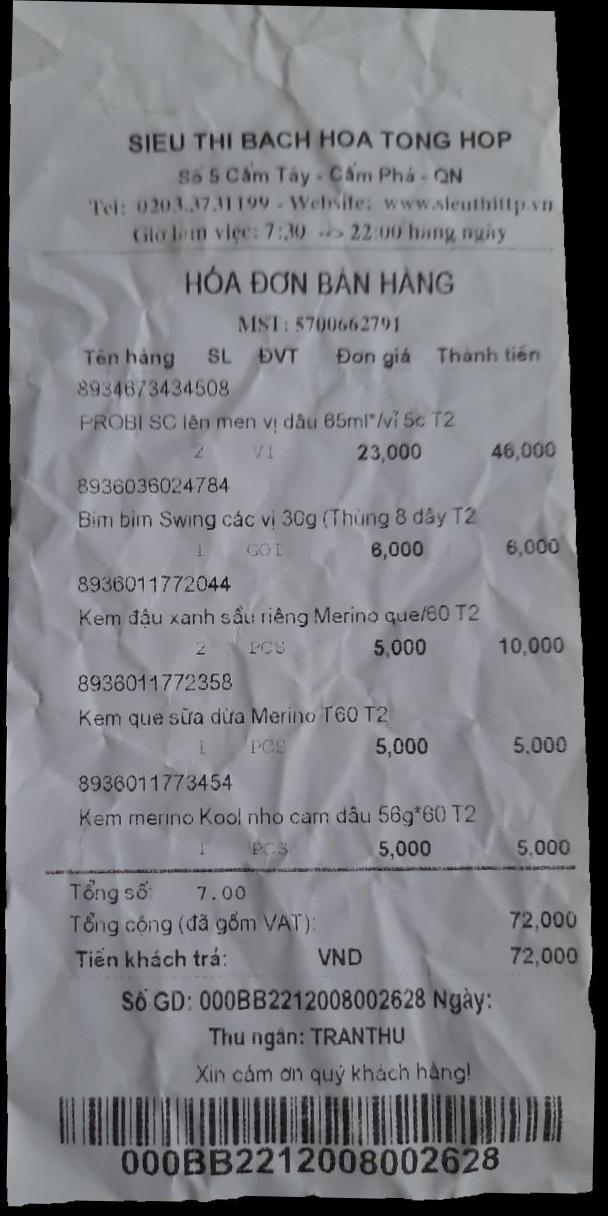 SIEU THI BACH HOA TONG HOP
Số 5 Cẩm Tây - Cẩm Phả - QN
Tel: 0203.3731199 - Website: www.sieuthittp.vn
Giờ làm việc: 7:30 --> 22:00 hàng ngày
HÓA ĐƠN BÁN HÀNG
MST: 5700662791
Tên hàng SL ĐVT Đơn giá Thành tiền
8934673434508
PROBI SC lên men vị dâu 65ml*/vỉ 5c T2
2 VI 23,000 46,000
8936036024784
Bim bim Swing các vị 30g (Thùng 8 dây T2
1 GOI 6,000 6,000
8936011772044
Kem đậu xanh sầu riêng Merino que/60 T2
2 PCS 5,000 10,000
8936011772358
Kem que sữa dừa Merino T60 T2
1 PCS 5,000 5,000
8936011773454
Kem merino Kool nho cam dâu 56g*60 T2
1 PCS 5,000 5,000
Tổng số: 7.00
Tổng cộng (đã gồm VAT): 72,000
Tiền khách trả: VND 72,000
Số GD: 000BB2212008002628 Ngày:
Thu ngân: TRANTHU
Xin cám ơn quý khách hàng!
000BB2212008002628